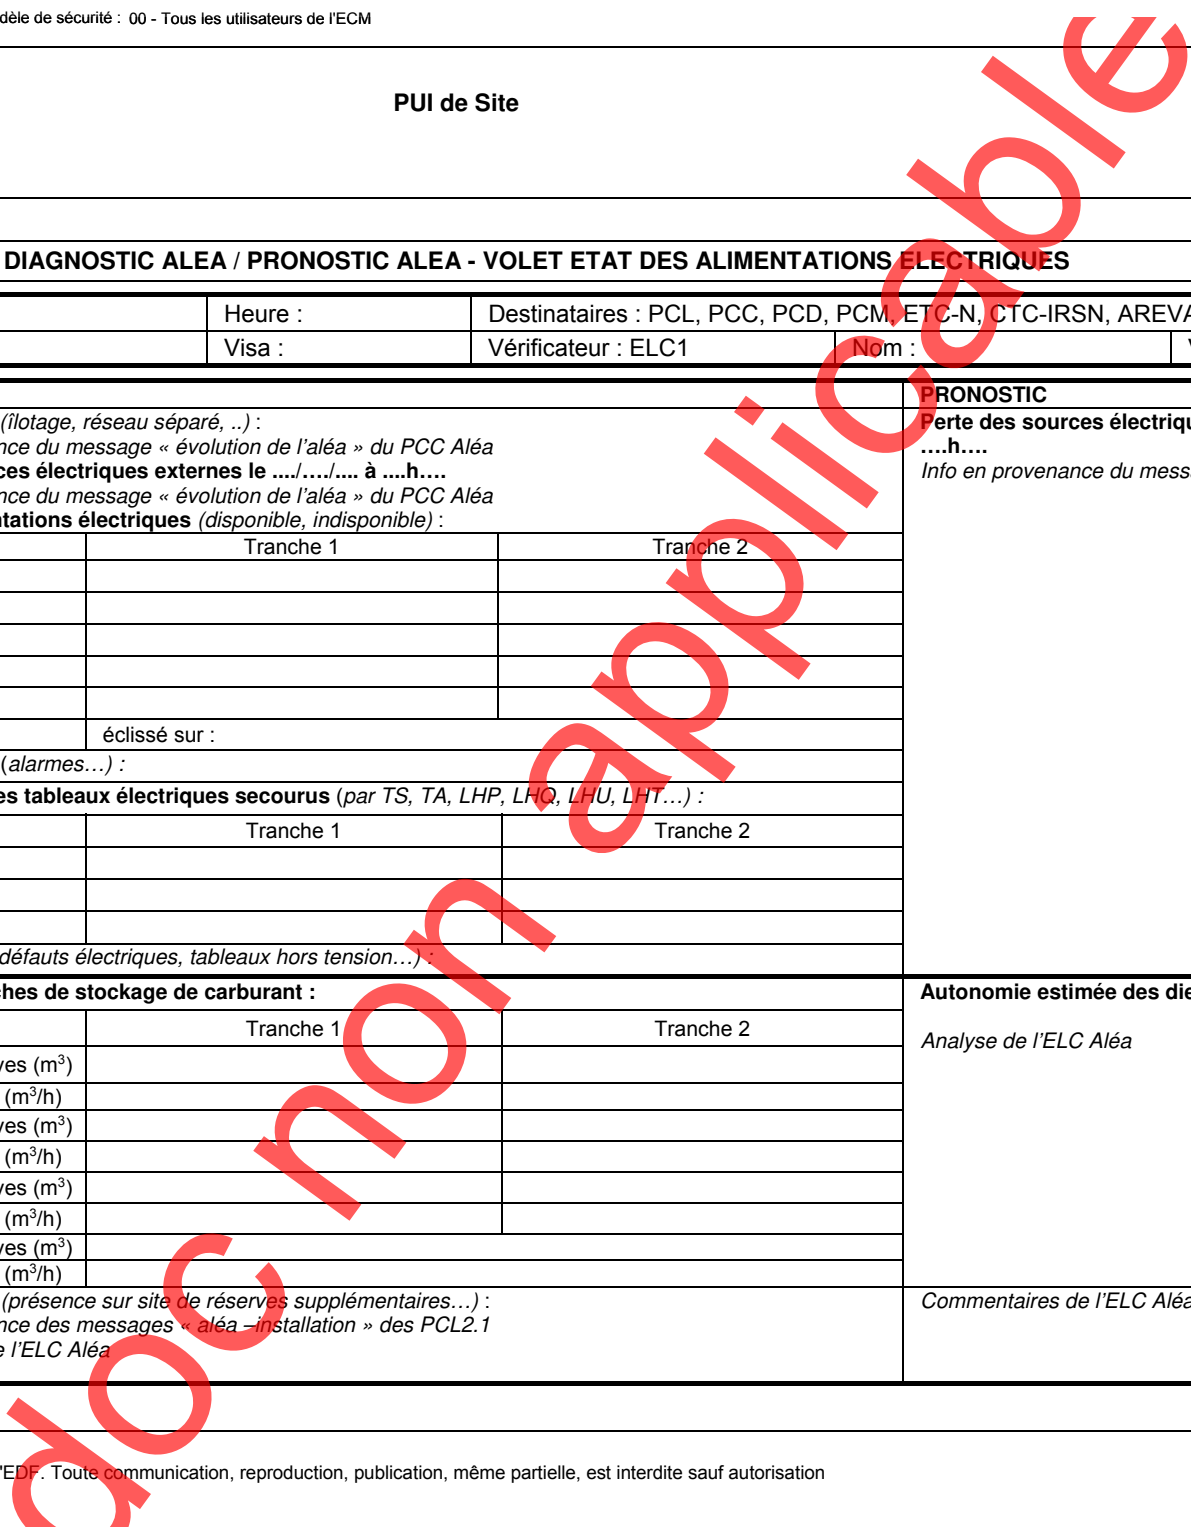 dèle de sécurité : 00 - Tous les utilisateurs de l'ECM
PUI de Site
DIAGNOSTIC ALEA / PRONOSTIC ALEA - VOLET ETAT DES ALIMENTATIONS ELECTRIQUES
Heure : Destinataires : PCL, PCC, PCD, PCM, ETC-N, CTC-IRSN, AREVA
Visa : Vérificateur : ELC1 Nom : V
PRONOSTIC
(îlotage, réseau séparé, ..) :
nce du message « évolution de l'aléa » du PCC Aléa
ces électriques externes le ..../..../.... à ....h....
nce du message « évolution de l'aléa » du PCC Aléa
ntations électriques (disponible, indisponible) :
Perte des sources électriqu
....h....
Info en provenance du messa
Tranche 1 Tranche 2
éclissé sur :
(alarmes…) :
es tableaux électriques secourus (par TS, TA, LHP, LHQ, LHU, LHT…) :
Tranche 1 Tranche 2
défauts électriques, tableaux hors tension…) :
ches de stockage de carburant :
Tranche 1 Tranche 2
ves (m³)
(m³/h)
ves (m³)
(m³/h)
ves (m³)
(m³/h)
ves (m³)
(m³/h)
Autonomie estimée des die
Analyse de l'ELC Aléa
(présence sur site de réserves supplémentaires…) :
nce des messages « aléa –installation » des PCL2.1
e l'ELC Aléa
Commentaires de l'ELC Aléa
'EDF. Toute communication, reproduction, publication, même partielle, est interdite sauf autorisation
doc non applicable